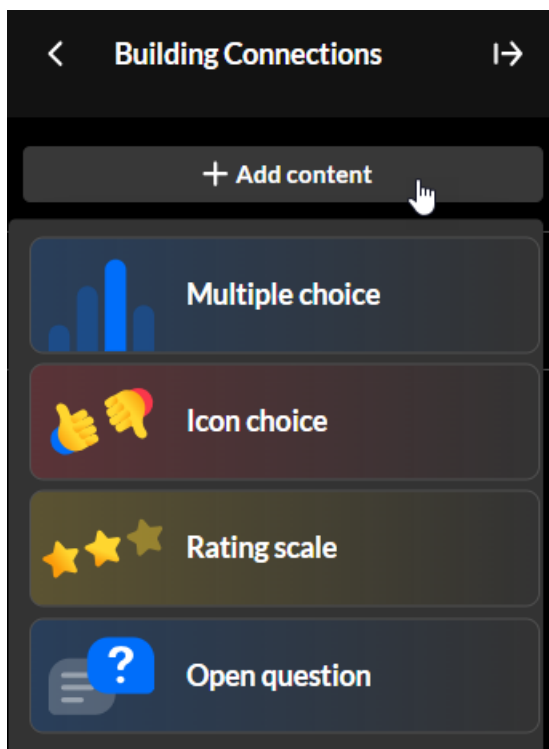 Building Connections
+ Add content
Multiple choice
Icon choice
Rating scale
? Open question